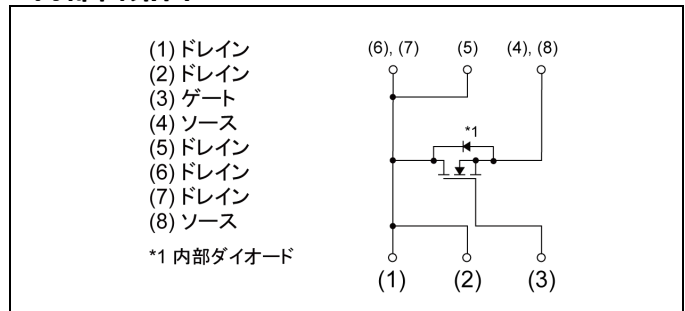 (1) ドレイン
(2) ドレイン
(3) ゲート
(4) ソース
(5) ドレイン
(6) ドレイン
(7) ドレイン
(8) ソース
*1 内部ダイオード
(6), (7)
(5)
(4), (8)
*1
(1)
(2)
(3)